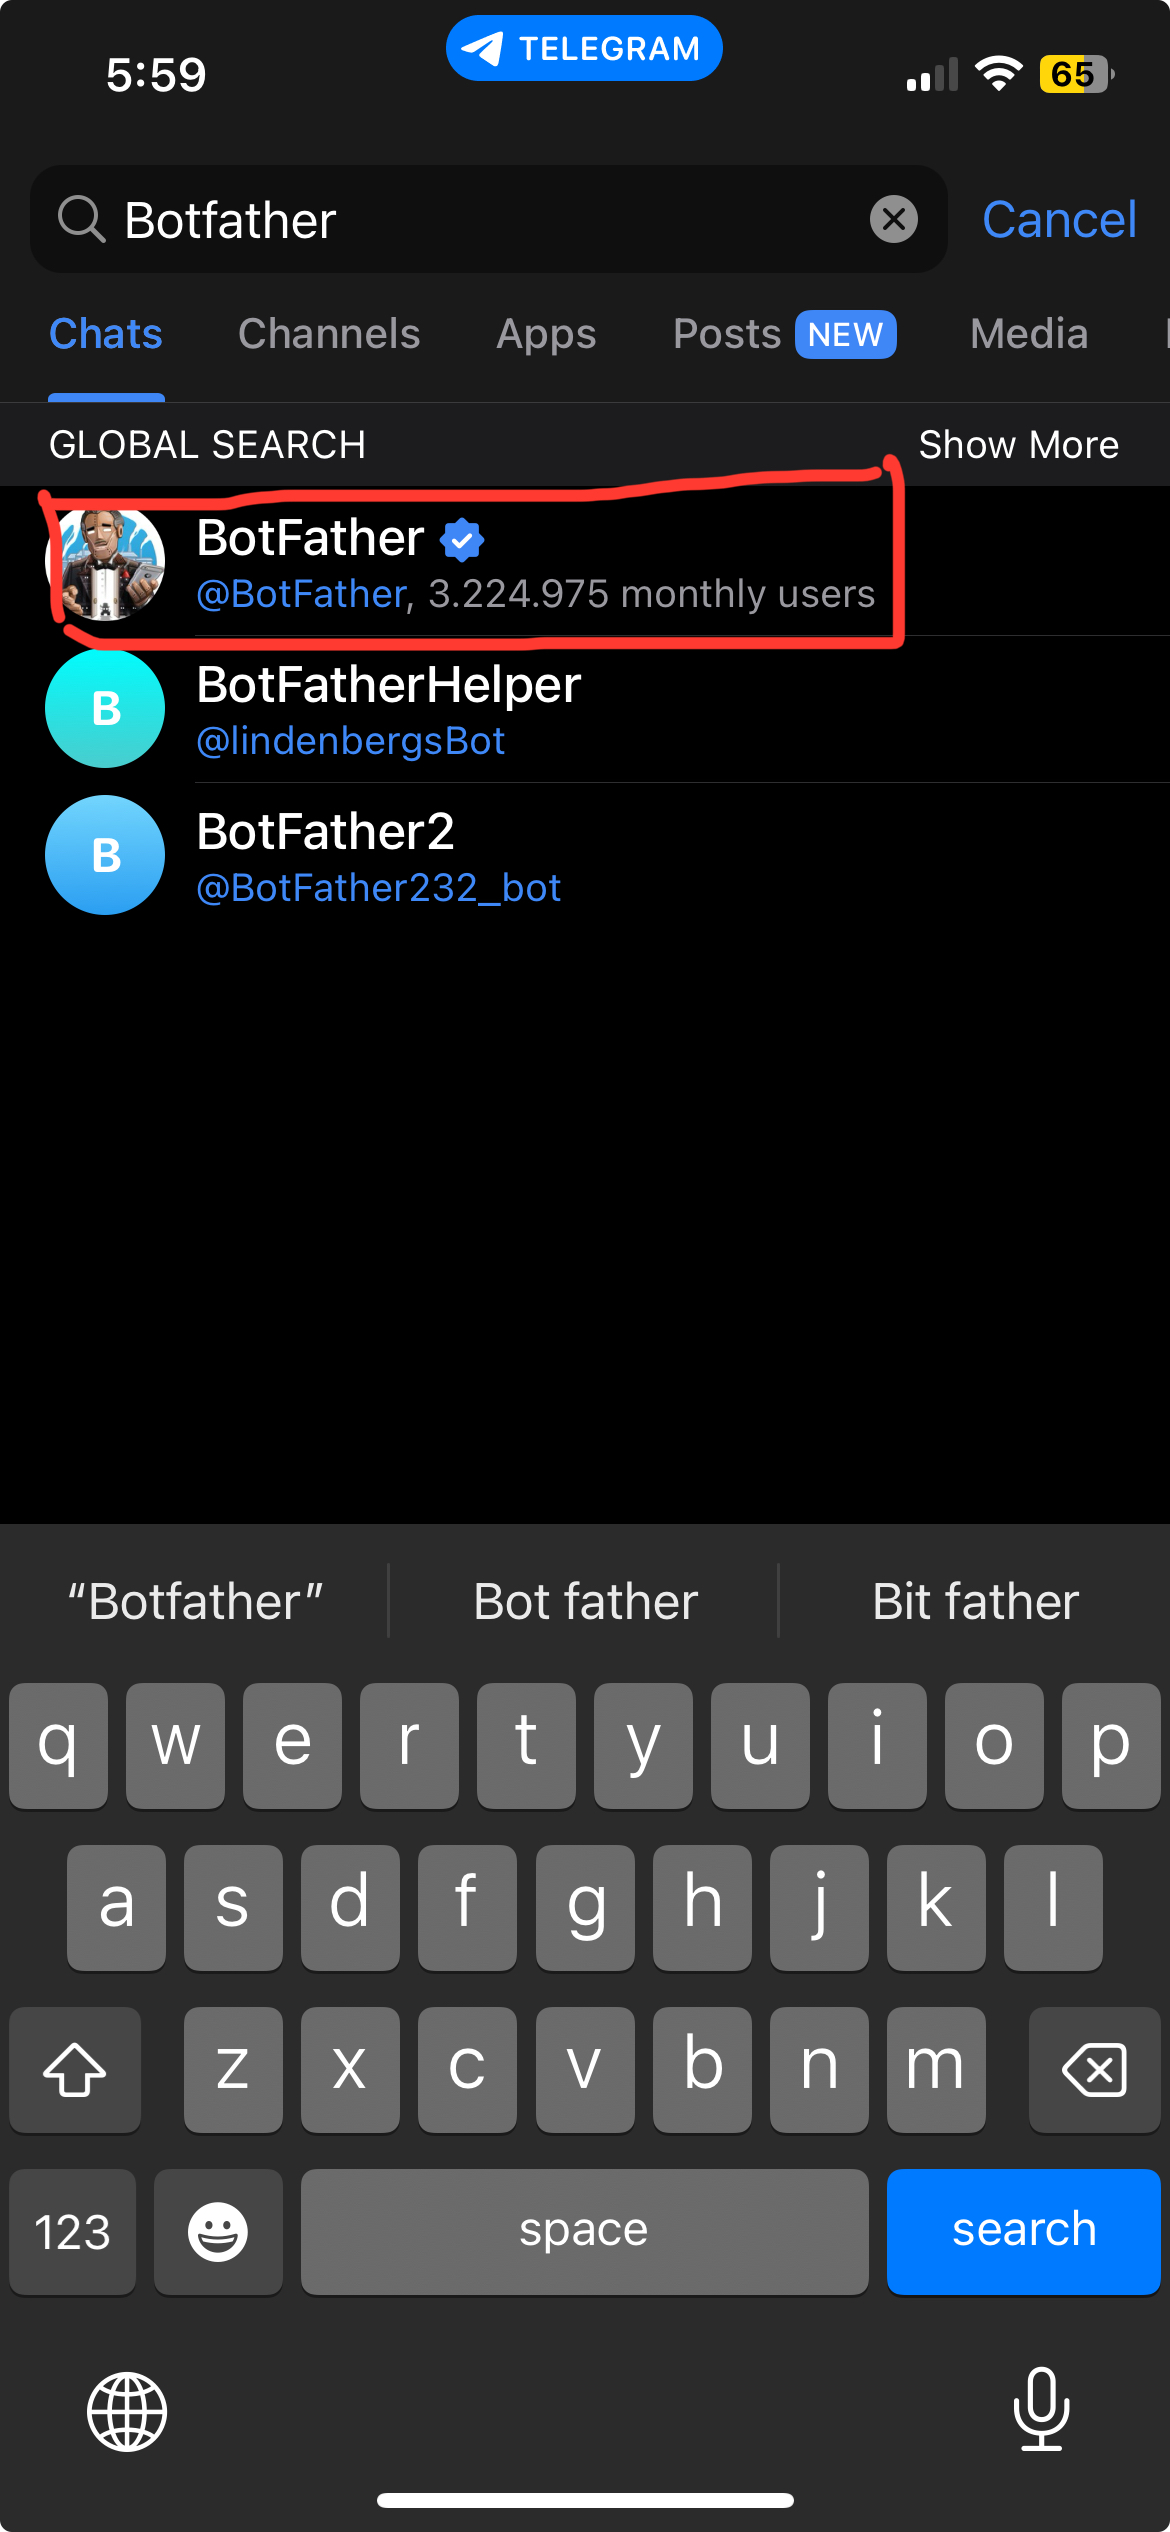 5:59
TELEGRAM
65
Botfather
Cancel
Chats Channels Apps Posts NEW Media
GLOBAL SEARCH Show More
BotFather
@BotFather, 3.224.975 monthly users
B
BotFatherHelper
@lindenbergsBot
B
BotFather2
@BotFather232_bot
“Botfather” Bot father Bit father
q w e r t y u i o p
a s d f g h j k l
z x c v b n m
123 space search